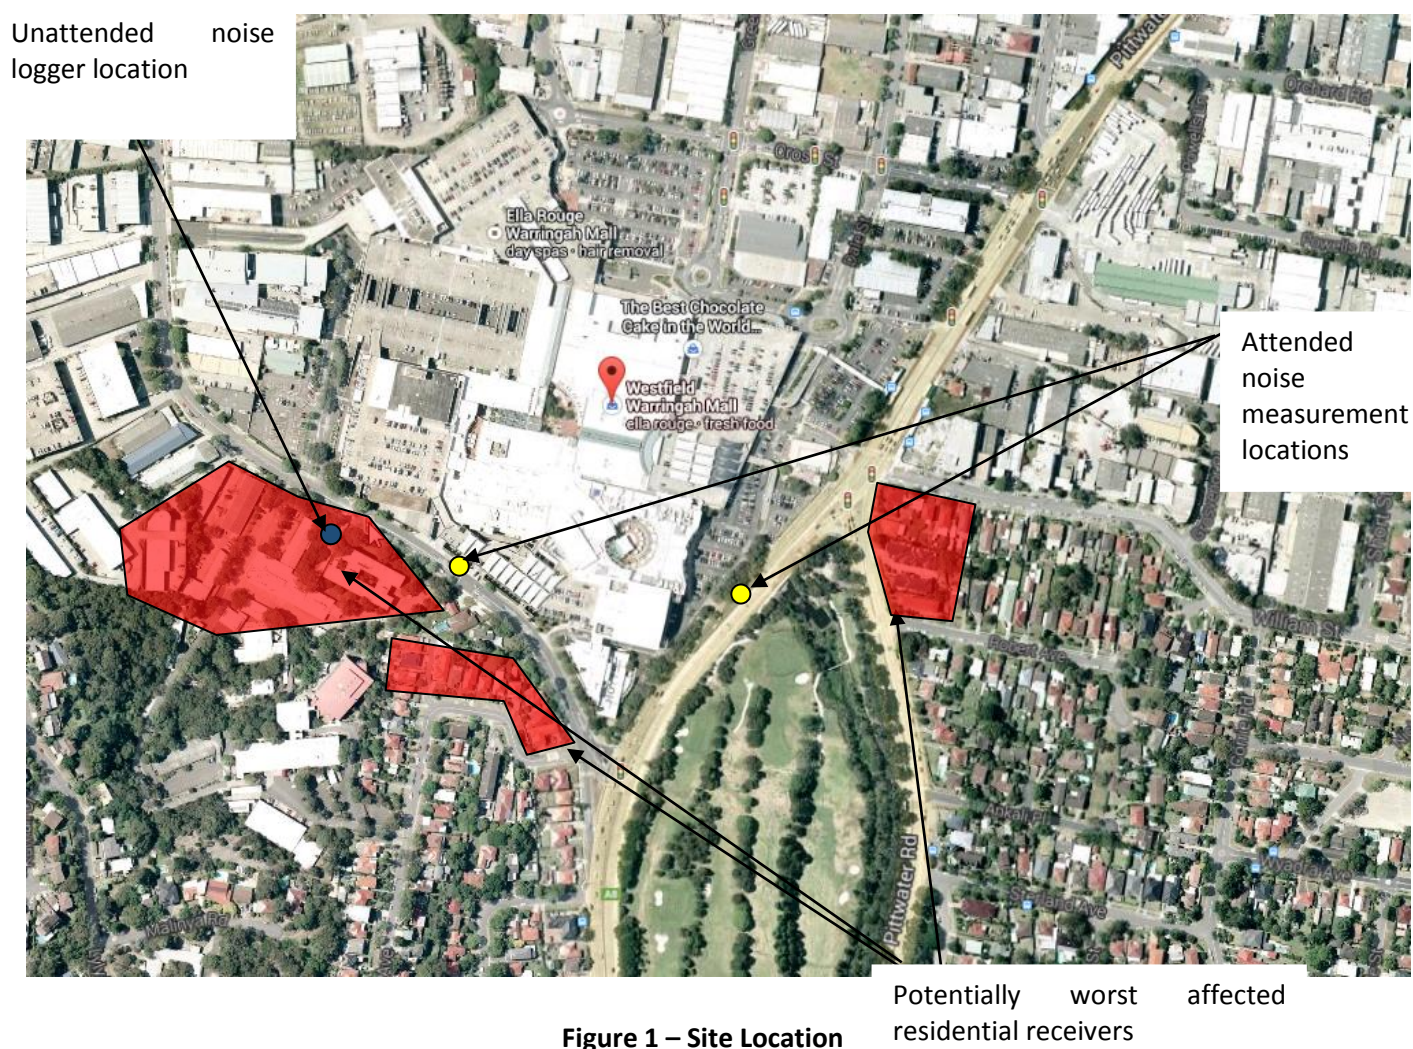 Unattended noise
logger location
Pittwater
Orchard Rd
Cross St
Ella Rouge
Warringah Mall
day spas · hair removal
The Best Chocolate
Cake in the World...
Westfield
Warringah Mall
ella rouge · fresh food
Attended
noise
measurement
locations
William St
Pittwater Rd
Potentially worst affected
residential receivers
Figure 1 – Site Location